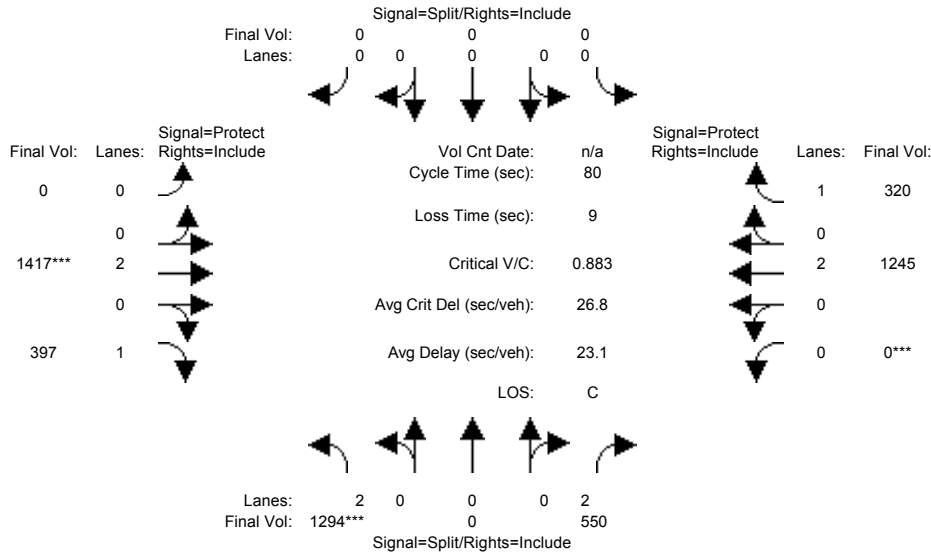 Signal=Split/Rights=Include
Final Vol: 0 0 0
Lanes: 0 0 0 0 0
Signal=Protect Signal=Protect
Final Vol: Lanes: Rights=Include Vol Cnt Date: n/a Rights=Include Lanes: Final Vol:
Cycle Time (sec): 80
0 0 1 320
Loss Time (sec): 9
0 0
1417*** 2 Critical V/C: 0.883 2 1245
0 Avg Crit Del (sec/veh): 26.8 0
397 1 Avg Delay (sec/veh): 23.1 0 0***
LOS: C
Lanes: 2 0 0 0 2
Final Vol: 1294*** 0 550
Signal=Split/Rights=Include